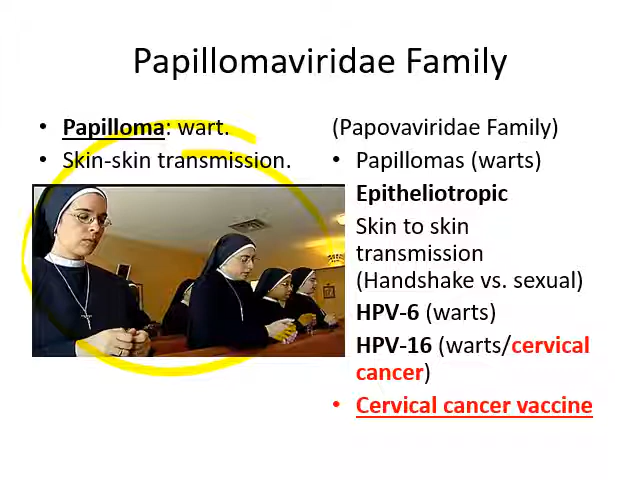 Papillomaviridae Family
• Papilloma: wart.
• Skin-skin transmission.
(Papovaviridae Family)
• Papillomas (warts)
Epitheliotropic
Skin to skin
transmission
(Handshake vs. sexual)
HPV-6 (warts)
HPV-16 (warts/cervical
cancer)
• Cervical cancer vaccine